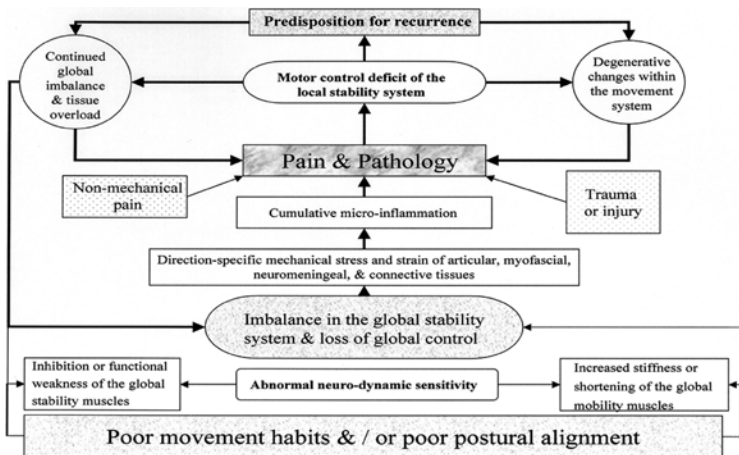 Predisposition for recurrence
Continued
global
imbalance
& tissue
overload
Motor control deficit of the
local stability system
Degenerative
changes within
the movement
system
Pain & Pathology
Non-mechanical
pain
Trauma
or injury
Cumulative micro-inflammation
Direction-specific mechanical stress and strain of articular, myofascial,
neuromeningeal, & connective tissues
Imbalance in the global stability
system & loss of global control
Inhibition or functional
weakness of the global
stability muscles
Abnormal neuro-dynamic sensitivity
Increased stiffness or
shortening of the global
mobility muscles
Poor movement habits & / or poor postural alignment